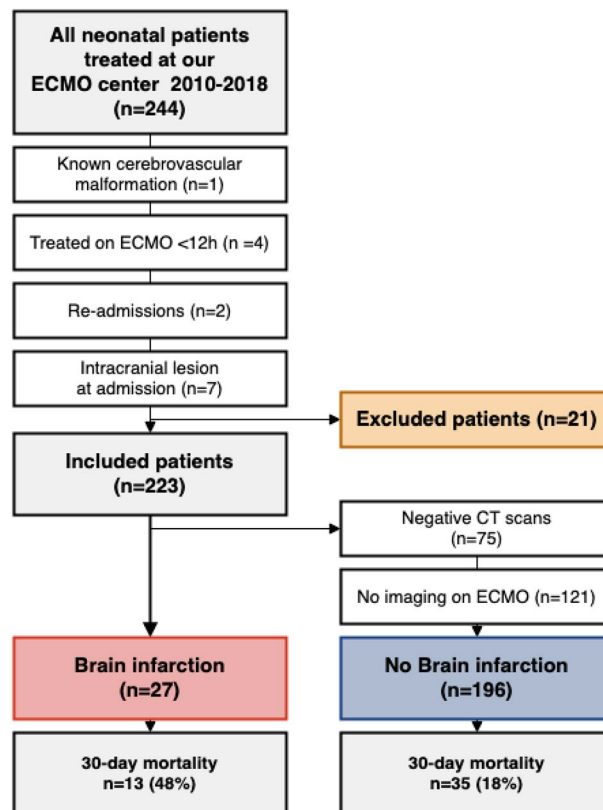 All neonatal patients
treated at our
ECMO center  2010-2018
(n=244)
Known cerebrovascular
malformation (n=1)
Treated on ECMO <12h (n =4)
Re-admissions (n=2)
Intracranial lesion
at admission (n=7)
Excluded patients (n=21)
Included patients
(n=223)
Negative CT scans
(n=75)
No imaging on ECMO (n=121)
Brain infarction
(n=27)
No Brain infarction
(n=196)
30-day mortality
n=13 (48%)
30-day mortality
n=35 (18%)